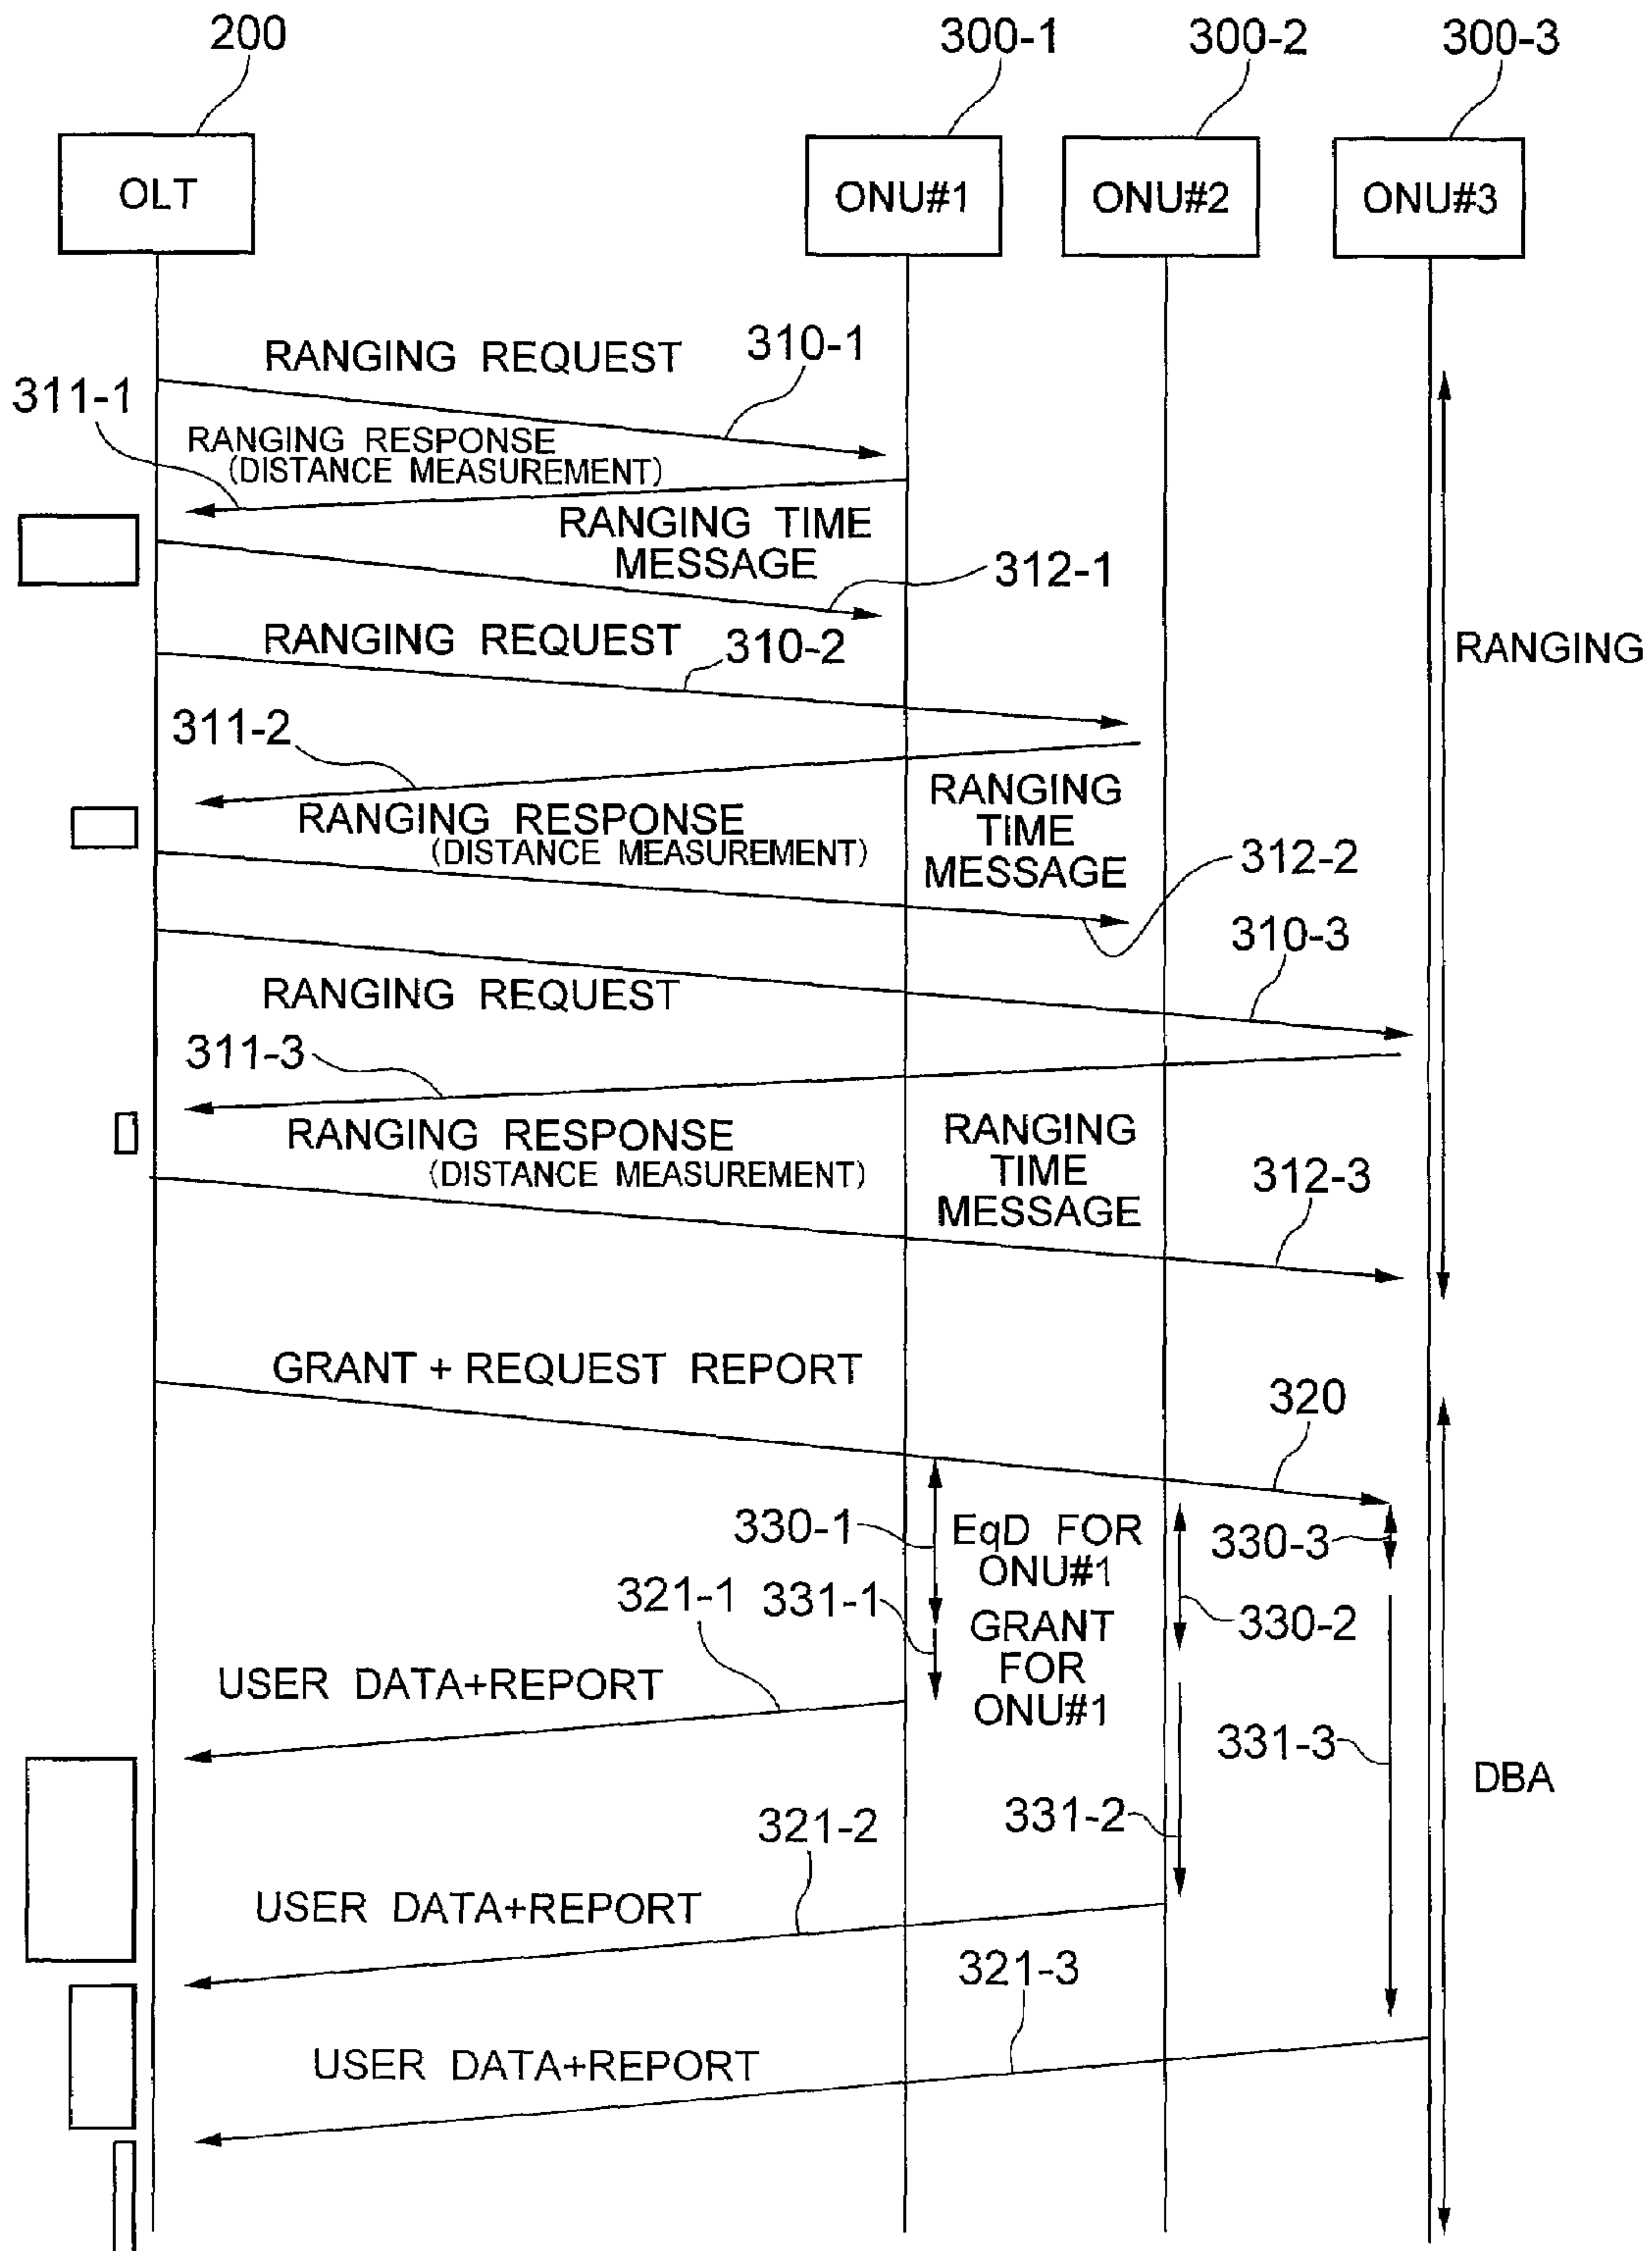 200
300-1
300-2
300-3
OLT
ONU#1
ONU#2
ONU#3
RANGING REQUEST
310-1
311-1
RANGING RESPONSE
(DISTANCE MEASUREMENT)
RANGING TIME
MESSAGE
312-1
RANGING REQUEST
310-2
RANGING
311-2
RANGING RESPONSE
(DISTANCE MEASUREMENT)
RANGING
TIME
MESSAGE
312-2
310-3
RANGING REQUEST
311-3
RANGING RESPONSE
(DISTANCE MEASUREMENT)
RANGING
TIME
MESSAGE
312-3
GRANT + REQUEST REPORT
320
330-1
EqD FOR
ONU#1
330-3
321-1
331-1
GRANT
FOR
ONU#1
330-2
USER DATA+REPORT
331-3
DBA
321-2
331-2
USER DATA+REPORT
321-3
USER DATA+REPORT